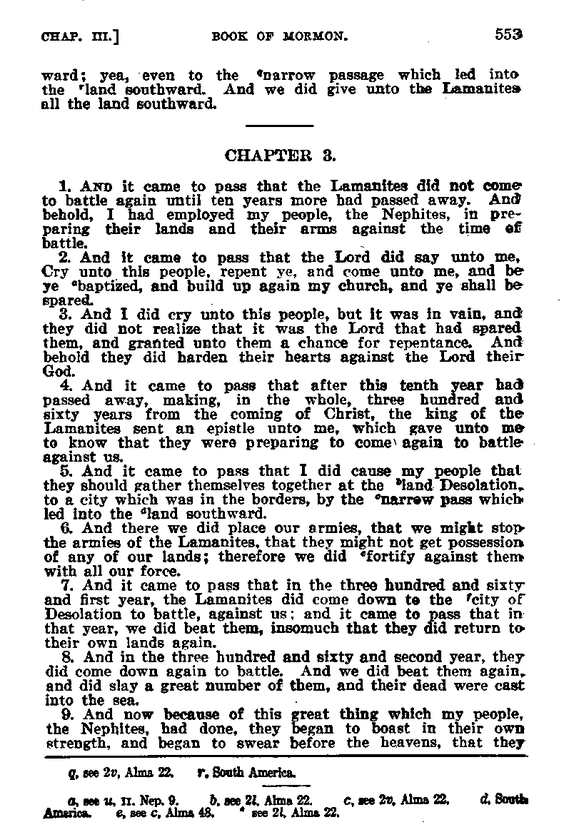 CHAP. III.] BOOK OF MORMON. 553
ward; yea, even to the qnarrow passage which led into
the rland southward. And we did give unto the Lamanites
all the land southward.
CHAPTER 3.
1. AND it came to pass that the Lamanites did not come
to battle again until ten years more had passed away. And
behold, I had employed my people, the Nephites, in pre-
paring their lands and their arms against the time of
battle.
2. And it came to pass that the Lord did say unto me,
Cry unto this people, repent ye, and come unto me, and be
ye abaptized, and build up again my church, and ye shall be
spared.
3. And I did cry unto this people, but it was in vain, and
they did not realize that it was the Lord that had spared
them, and granted unto them a chance for repentance. And
behold they did harden their hearts against the Lord their
God.
4. And it came to pass that after this tenth year had
passed away, making, in the whole, three hundred and
sixty years from the coming of Christ, the king of the
Lamanites sent an epistle unto me, which gave unto me
to know that they were preparing to come again to battle
against us.
5. And it came to pass that I did cause my people that
they should gather themselves together at the bland Desolation,
to a city which was in the borders, by the cnarrow pass which
led into the dland southward.
6. And there we did place our armies, that we might stop
the armies of the Lamanites, that they might not get possession
of any of our lands; therefore we did efortify against them
with all our force.
7. And it came to pass that in the three hundred and sixty
and first year, the Lamanites did come down to the fcity of
Desolation to battle, against us; and it came to pass that in
that year, we did beat them, insomuch that they did return to
their own lands again.
8. And in the three hundred and sixty and second year, they
did come down again to battle. And we did beat them again,
and did slay a great number of them, and their dead were cast
into the sea.
9. And now because of this great thing which my people,
the Nephites, had done, they began to boast in their own
strength, and began to swear before the heavens, that they
q, see 2v, Alma 22. r, South America.
a, see u, II. Nep. 9. b, see 2l, Alma 22. c, see 2v, Alma 22. d, South
America. e, see c, Alma 48. see 2l, Alma 22.